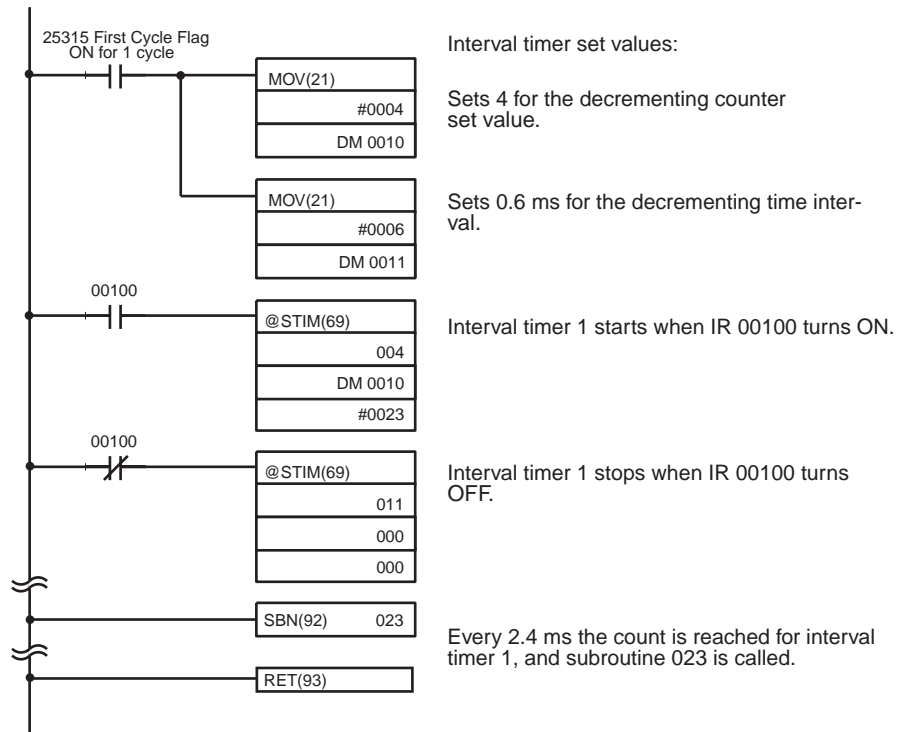 25315 First Cycle Flag
ON for 1 cycle
Interval timer set values:
MOV(21)
#0004
DM 0010
Sets 4 for the decrementing counter
set value.
MOV(21)
#0006
DM 0011
Sets 0.6 ms for the decrementing time inter-
val.
00100
@STIM(69)
004
DM 0010
#0023
Interval timer 1 starts when IR 00100 turns ON.
00100
@STIM(69)
011
000
000
Interval timer 1 stops when IR 00100 turns
OFF.
SBN(92) 023
Every 2.4 ms the count is reached for interval
timer 1, and subroutine 023 is called.
RET(93)